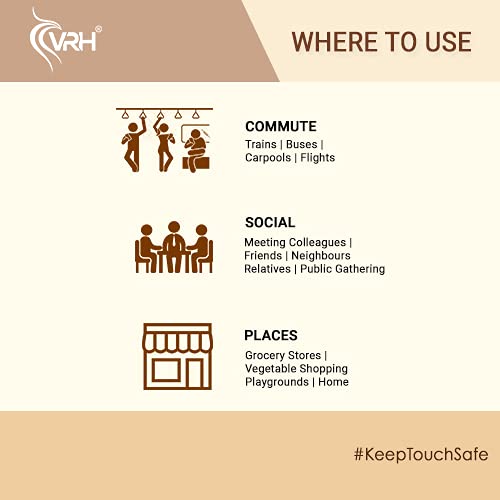 VRH®
WHERE TO USE
COMMUTE
Trains | Buses |
Carpools | Flights
SOCIAL
Meeting Colleagues |
Friends | Neighbours
Relatives | Public Gathering
PLACES
Grocery Stores |
Vegetable Shopping
Playgrounds | Home
#KeepTouchSafe